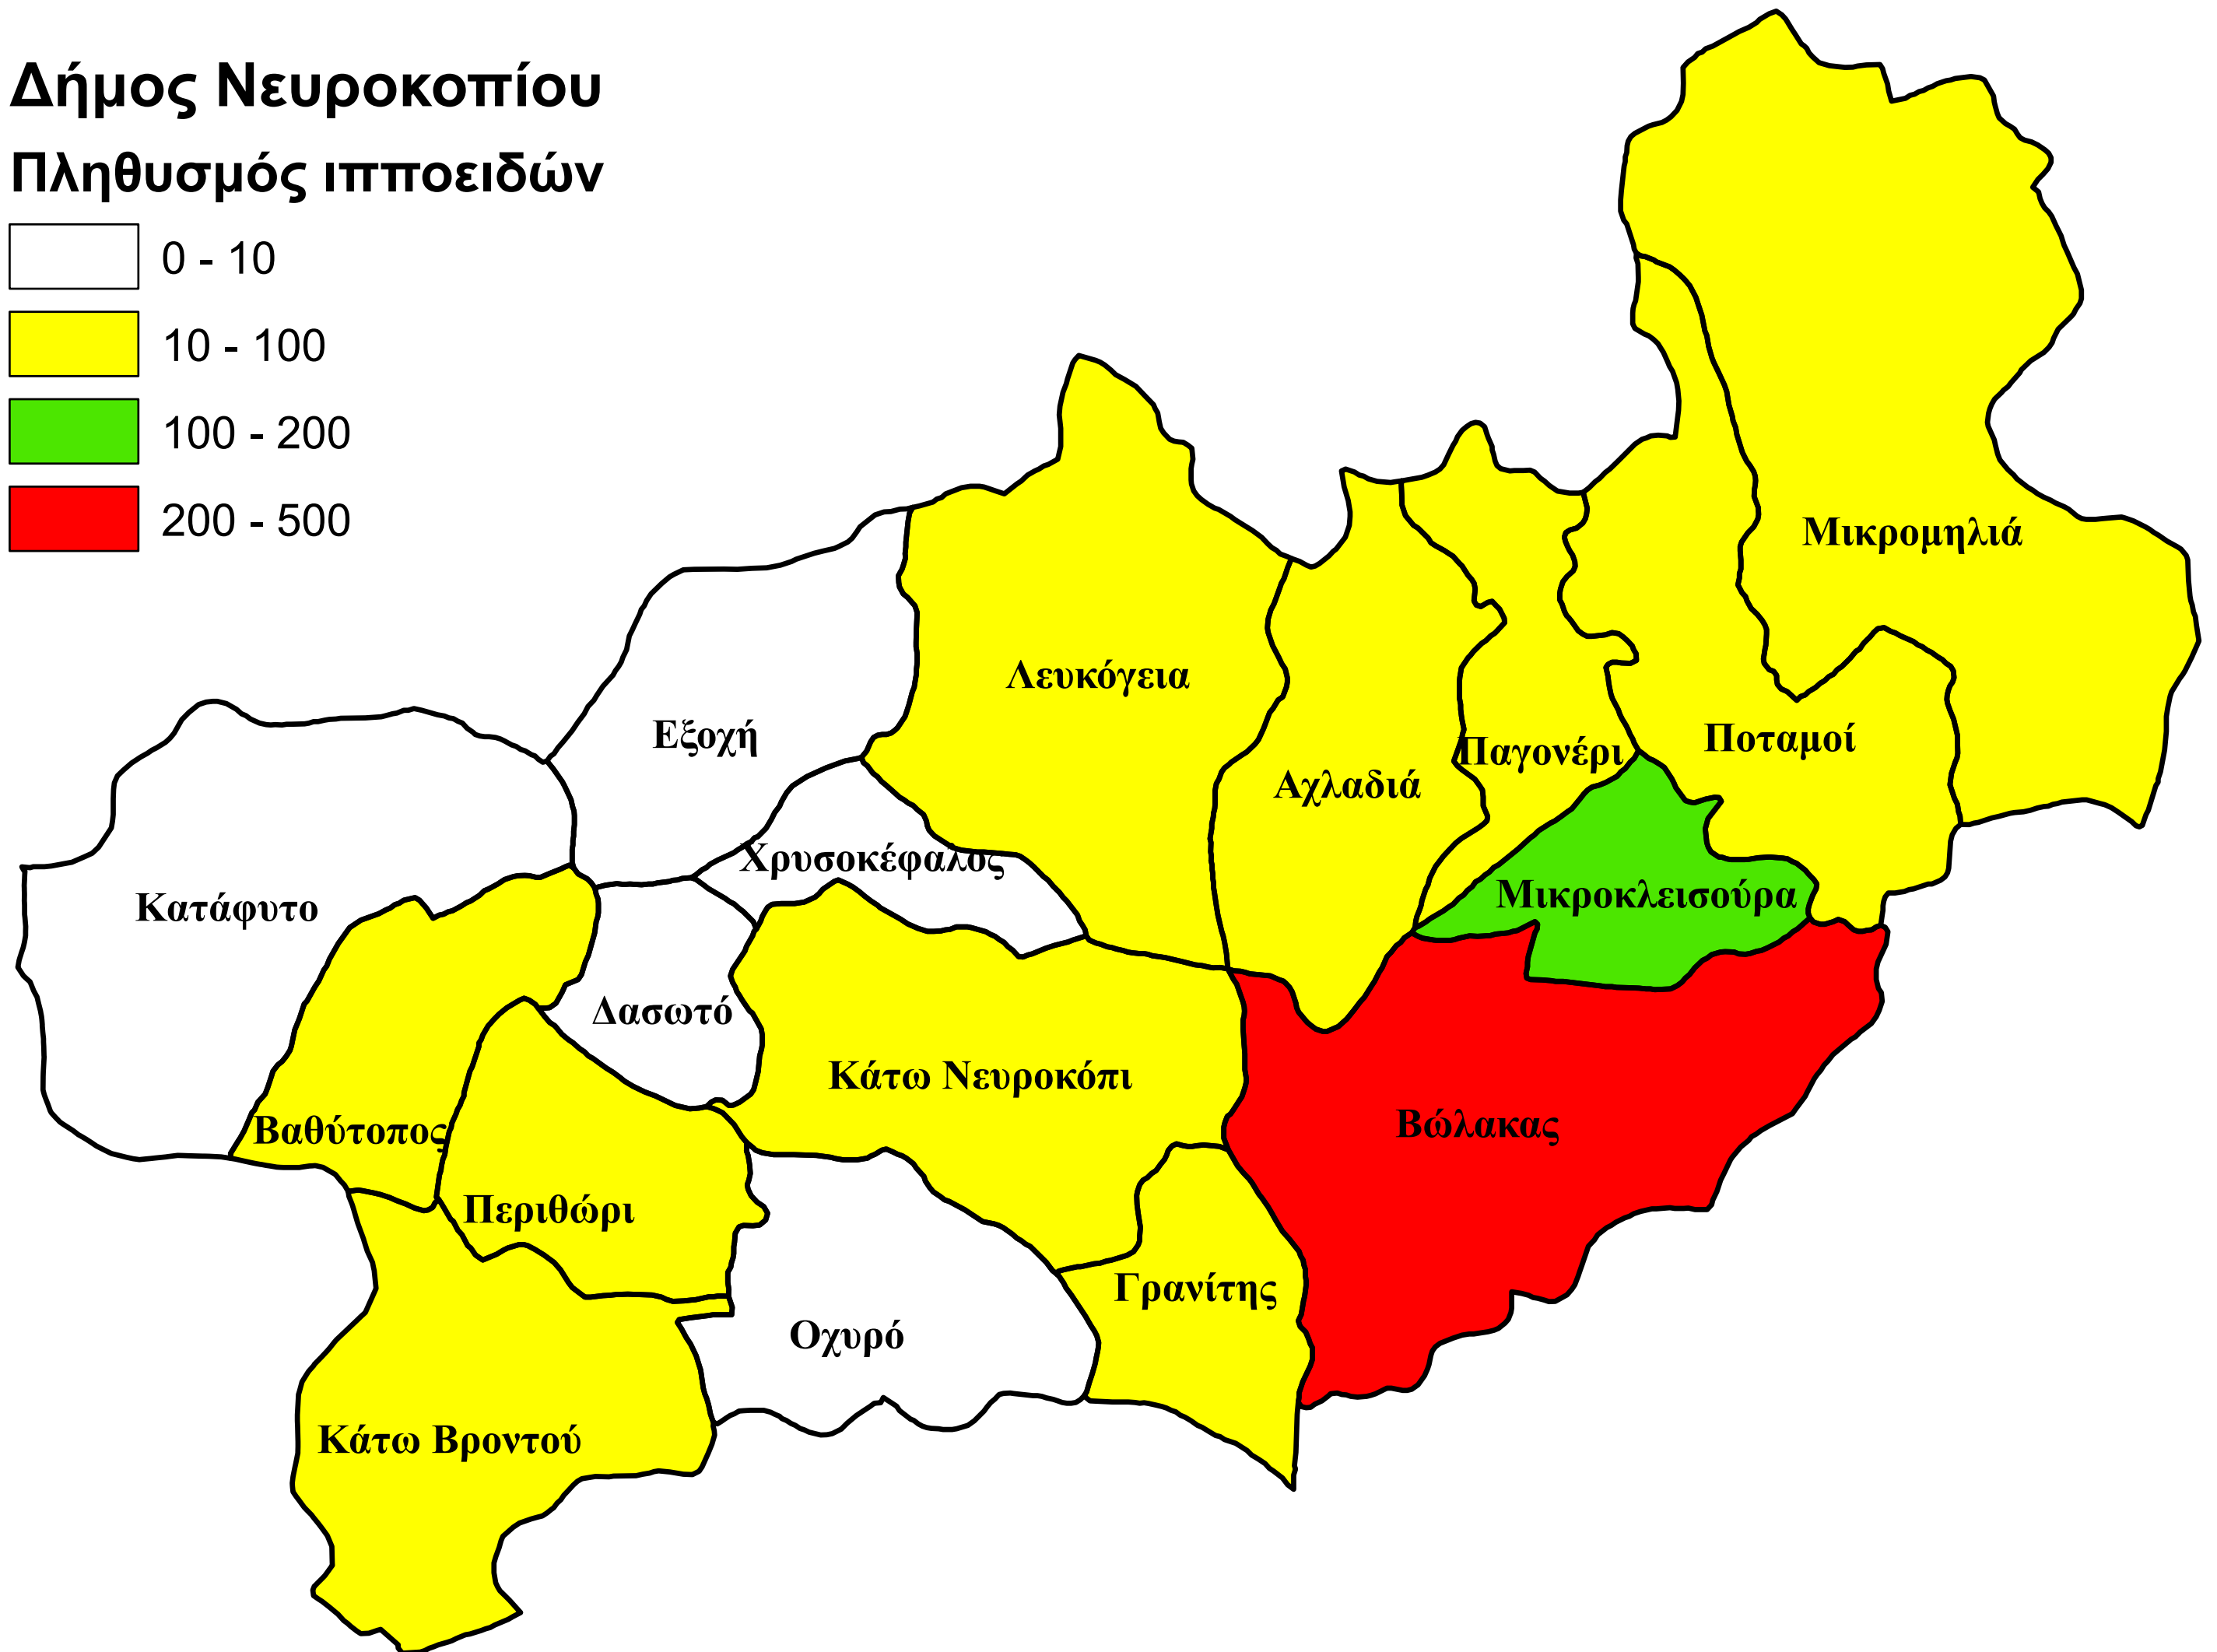 Δήμος Νευροκοπίου
Πληθυσμός ιπποειδών
0 - 10
10 - 100
100 - 200
200 - 500
Μικρομηλιά
Λευκόγεια
Εξοχή
Ποταμοί
Παγονέρι
Αχλαδιά
Χρυσοκέφαλος
Μικροκλεισούρα
Κατάφυτο
Δασωτό
Κάτω Νευροκόπι
Βώλακας
Βαθύτοπος
Περιθώρι
Γρανίτης
Οχυρό
Κάτω Βροντού